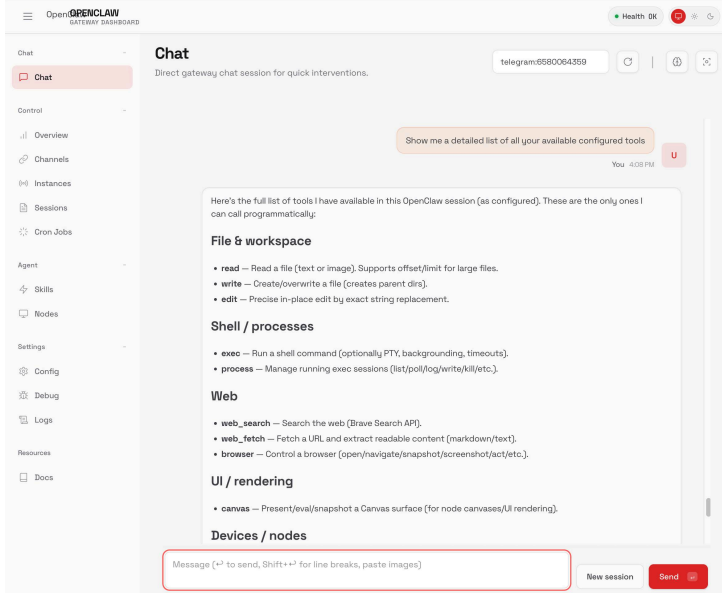 OpenClaw
OPENCLAW
GATEWAY DASHBOARD
Health OK
Chat
Chat
Control
Overview
Channels
Instances
Sessions
Cron Jobs
Agent
Skills
Nodes
Settings
Config
Debug
Logs
Resources
Docs
Chat
Direct gateway chat session for quick interventions.
telegram:6580064359
Show me a detailed list of all your available configured tools
U
You 4:08 PM
Here's the full list of tools I have available in this OpenClaw session (as configured). These are the only ones I
can call programmatically:
File & workspace
• read — Read a file (text or image). Supports offset/limit for large files.
• write — Create/overwrite a file (creates parent dirs).
• edit — Precise in-place edit by exact string replacement.
Shell / processes
• exec — Run a shell command (optionally PTY, backgrounding, timeouts).
• process — Manage running exec sessions (list/poll/log/write/kill/etc.).
Web
• web_search — Search the web (Brave Search API).
• web_fetch — Fetch a URL and extract readable content (markdown/text).
• browser — Control a browser (open/navigate/snapshot/screenshot/act/etc.).
UI / rendering
• canvas — Present/eval/snapshot a Canvas surface (for node canvases/UI rendering).
Devices / nodes
Message (↵ to send, Shift+↵ for line breaks, paste images)
New session
Send ↵